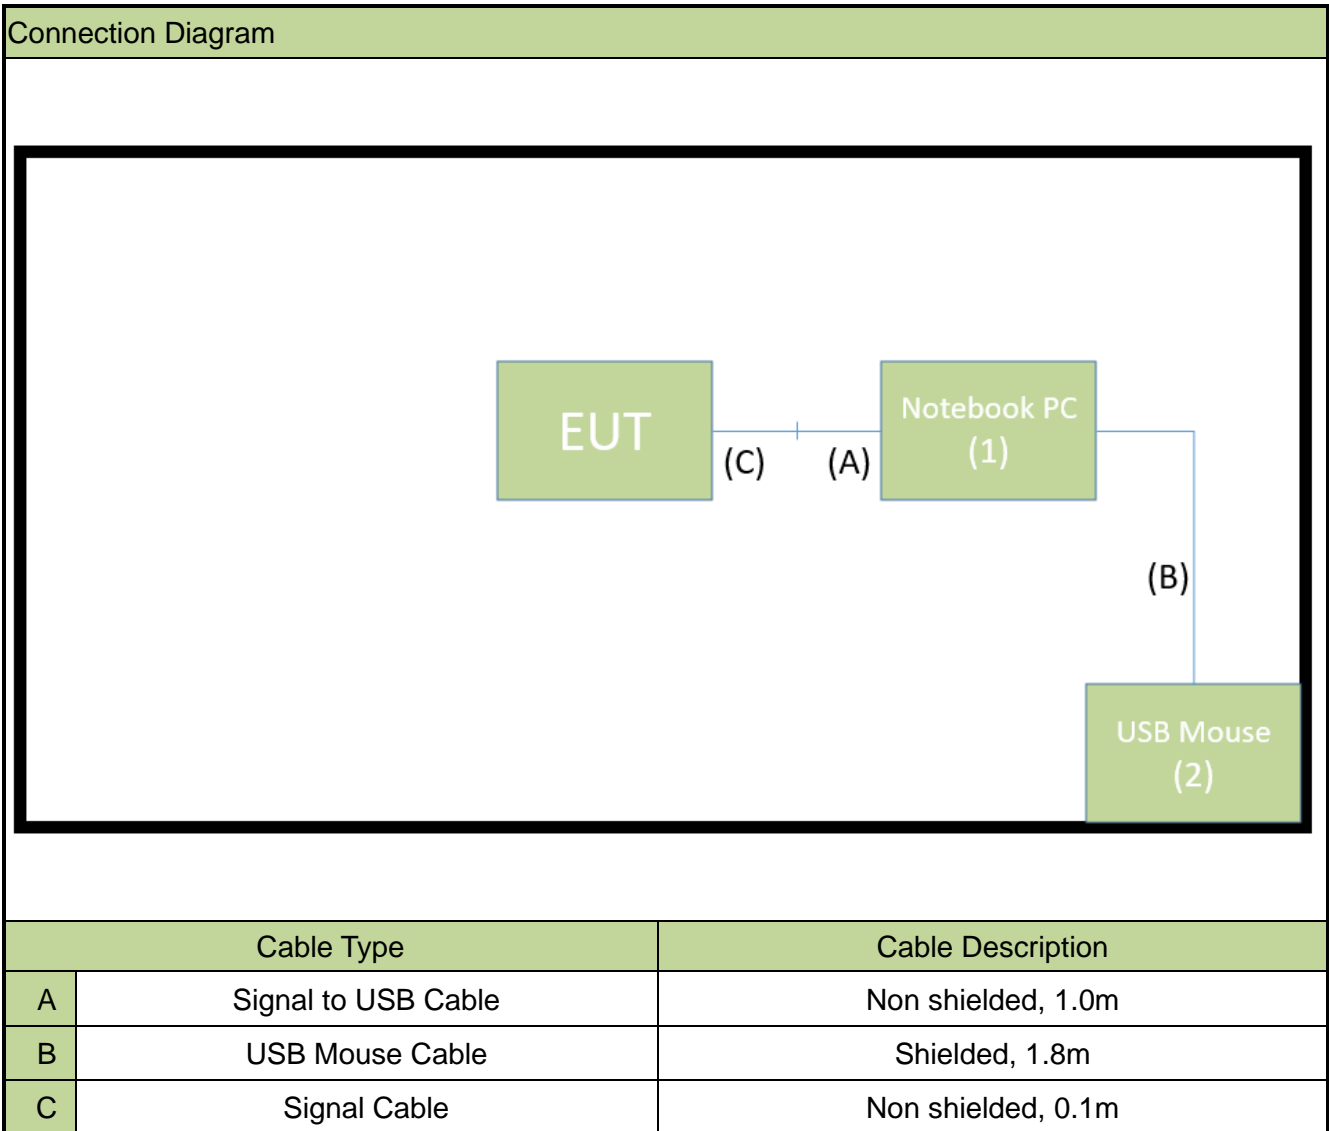 Connection Diagram
EUT
Notebook PC
(1)
(C)
(A)
(B)
USB Mouse
(2)
Cable Type Cable Description
A Signal to USB Cable Non shielded, 1.0m
B USB Mouse Cable Shielded, 1.8m
C Signal Cable Non shielded, 0.1m